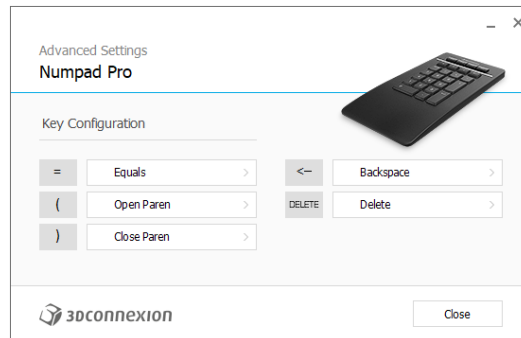 Advanced Settings
Numpad Pro
Key Configuration
= Equals
( Open Paren
) Close Paren
<-- Backspace
DELETE Delete
3Dconnexion
Close